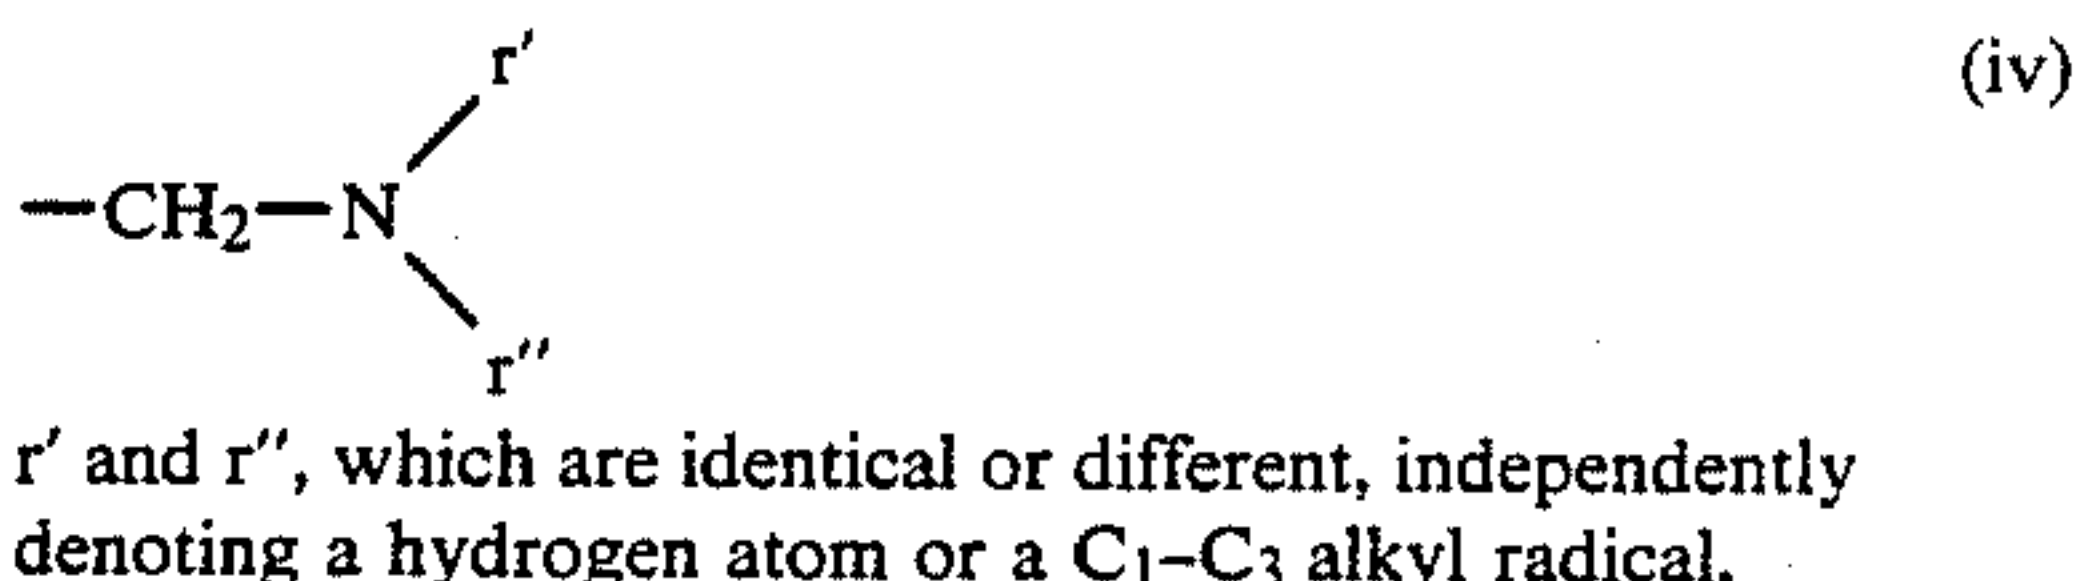 r′ (iv)
—CH₂—N
r″
r′ and r″, which are identical or different, independently
denoting a hydrogen atom or a C₁–C₃ alkyl radical,